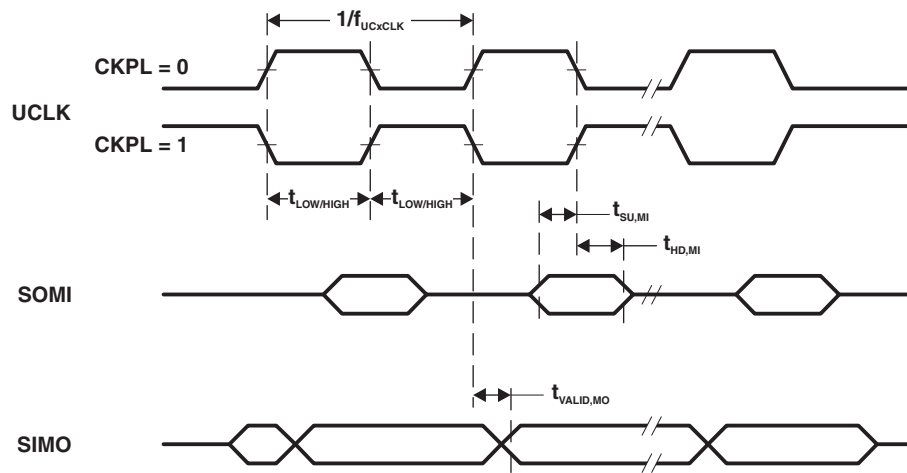 1/fUCxCLK
CKPL = 0
UCLK
CKPL = 1
tLOW/HIGH tLOW/HIGH
tSU,MI
tHD,MI
SOMI
tVALID,MO
SIMO